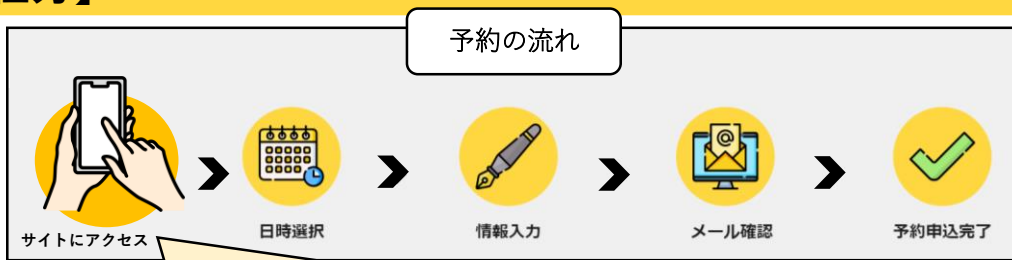 予約の流れ
サイトにアクセス
日時選択
情報入力
メール確認
予約申込完了